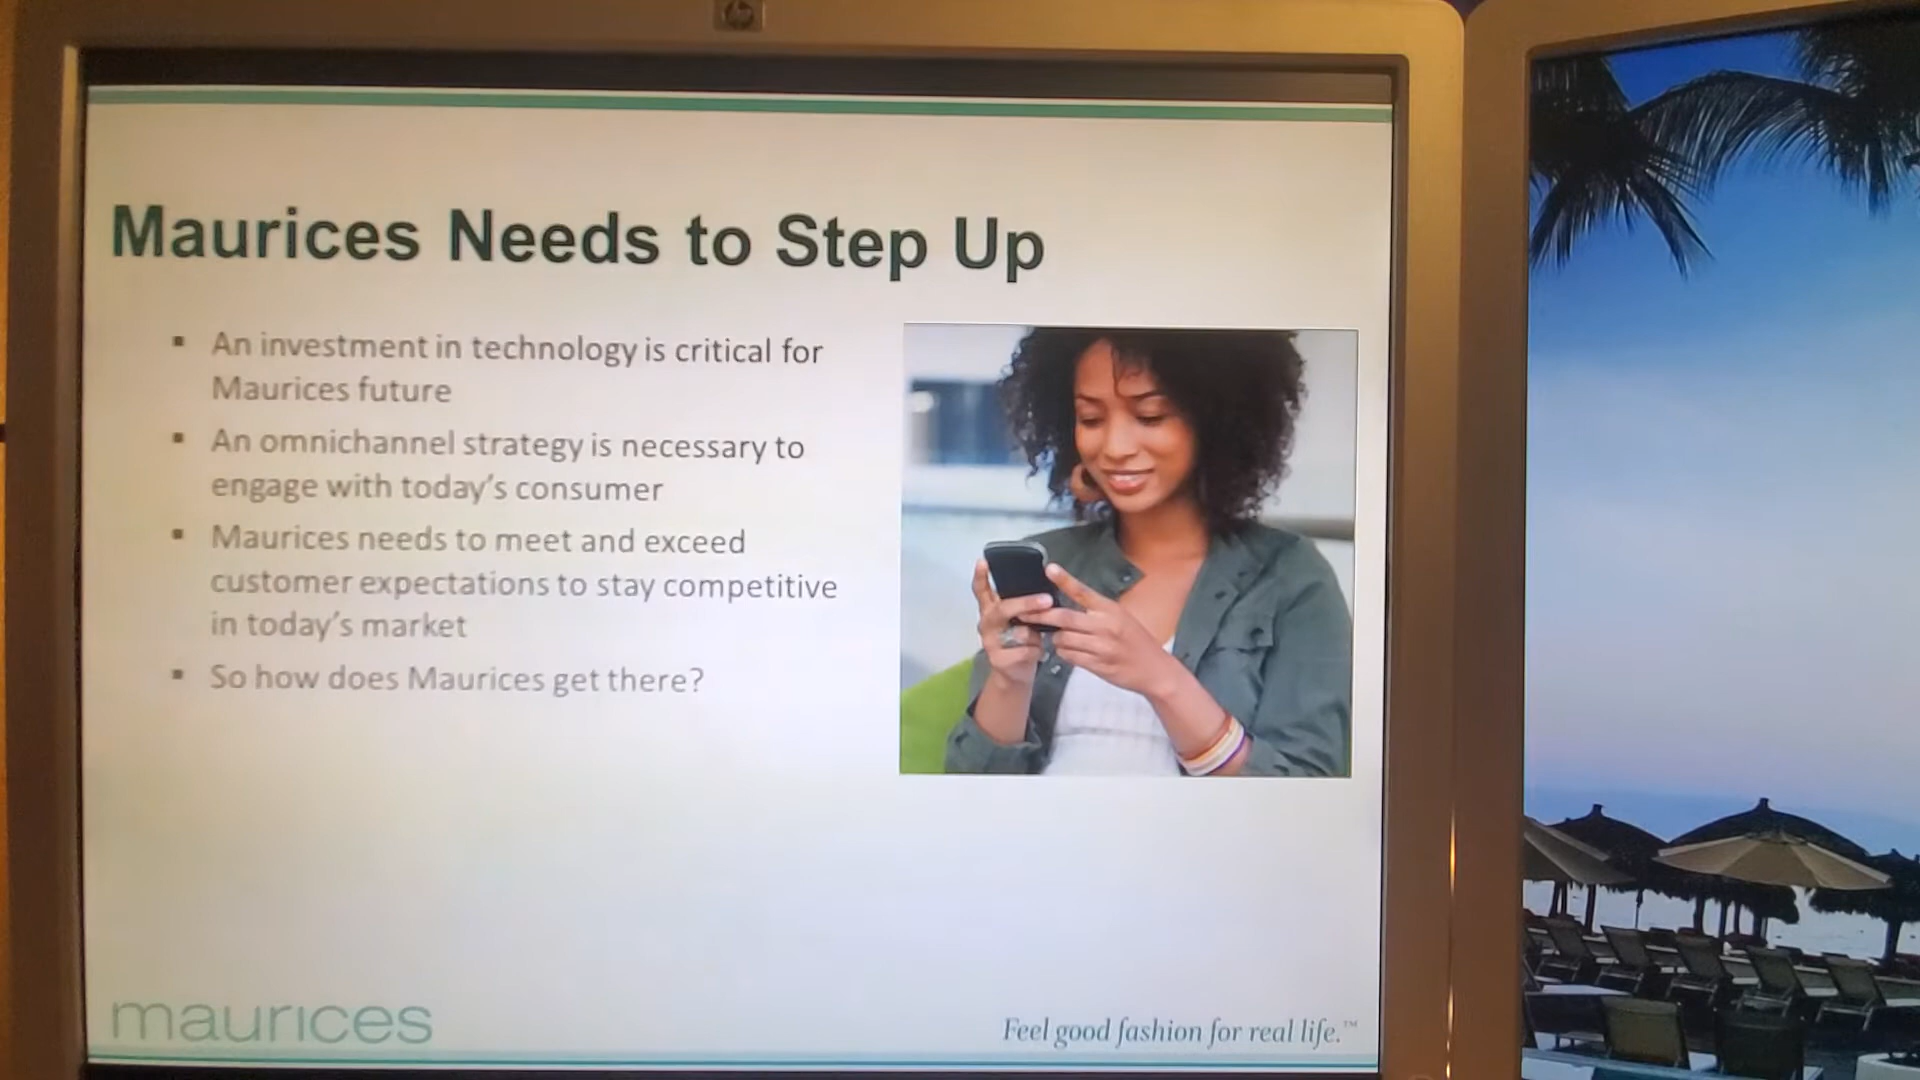 hp
Maurices Needs to Step Up
▪ An investment in technology is critical for
Maurices future
▪ An omnichannel strategy is necessary to
engage with today's consumer
▪ Maurices needs to meet and exceed
customer expectations to stay competitive
in today's market
▪ So how does Maurices get there?
maurices
Feel good fashion for real life.™